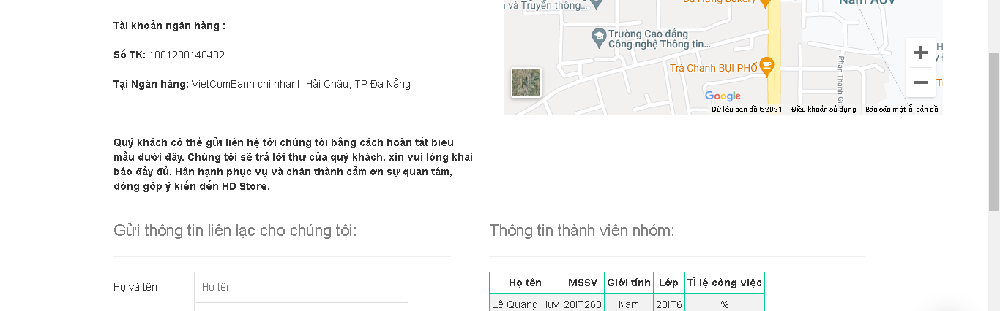 Tài khoản ngân hàng :
Số TK: 1001200140402
Tại Ngân hàng: VietComBanh chi nhánh Hải Châu, TP Đà Nẵng
Quý khách có thể gửi liên hệ tới chúng tôi bằng cách hoàn tất biểu
mẫu dưới đây. Chúng tôi sẽ trả lời thư của quý khách, xin vui lòng khai
báo đầy đủ. Hân hạnh phục vụ và chân thành cảm ơn sự quan tâm,
đóng góp ý kiến đến HD Store.
và Truyền thông...
Trường Cao đẳng
Công nghệ Thông tin...
Trà Chanh BỤI PHỐ
Nam AUV
Phan Thanh
Google
Dữ liệu bản đồ ©2021 Điều khoản sử dụng Báo cáo một lỗi bản đồ
Gửi thông tin liên lạc cho chúng tôi:
Họ và tên Họ tên
Thông tin thành viên nhóm:
Họ tên MSSV Giới tính Lớp Tỉ lệ công việc
Lê Quang Huy 20IT268 Nam 20IT6 %